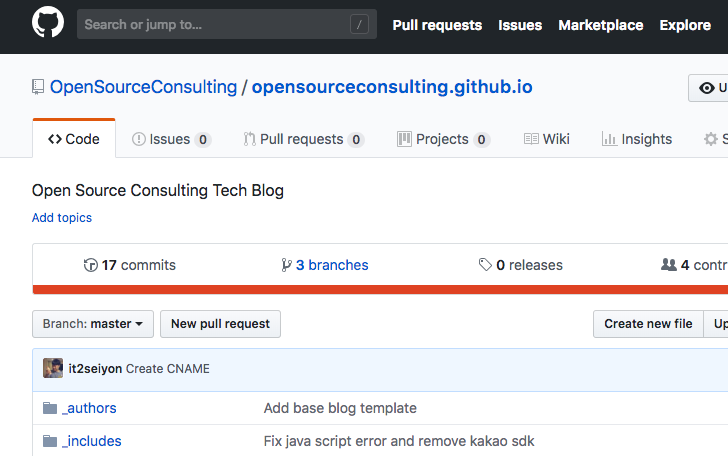 Search or jump to... / Pull requests Issues Marketplace Explore
OpenSourceConsulting / opensourceconsulting.github.io
Code Issues 0 Pull requests 0 Projects 0 Wiki Insights
Open Source Consulting Tech Blog
Add topics
17 commits 3 branches 0 releases 4 contr
Branch: master New pull request Create new file Up
it2seiyon Create CNAME
_authors Add base blog template
_includes Fix java script error and remove kakao sdk